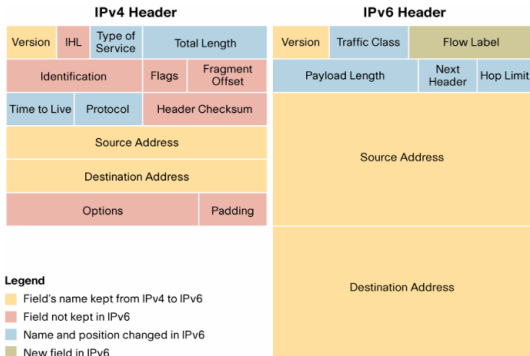 IPv4 Header
Version IHL Type of Service Total Length
Identification Flags Fragment Offset
Time to Live Protocol Header Checksum
Source Address
Destination Address
Options Padding
IPv6 Header
Version Traffic Class Flow Label
Payload Length Next Header Hop Limit
Source Address
Destination Address
Legend
Field's name kept from IPv4 to IPv6
Field not kept in IPv6
Name and position changed in IPv6
New field in IPv6